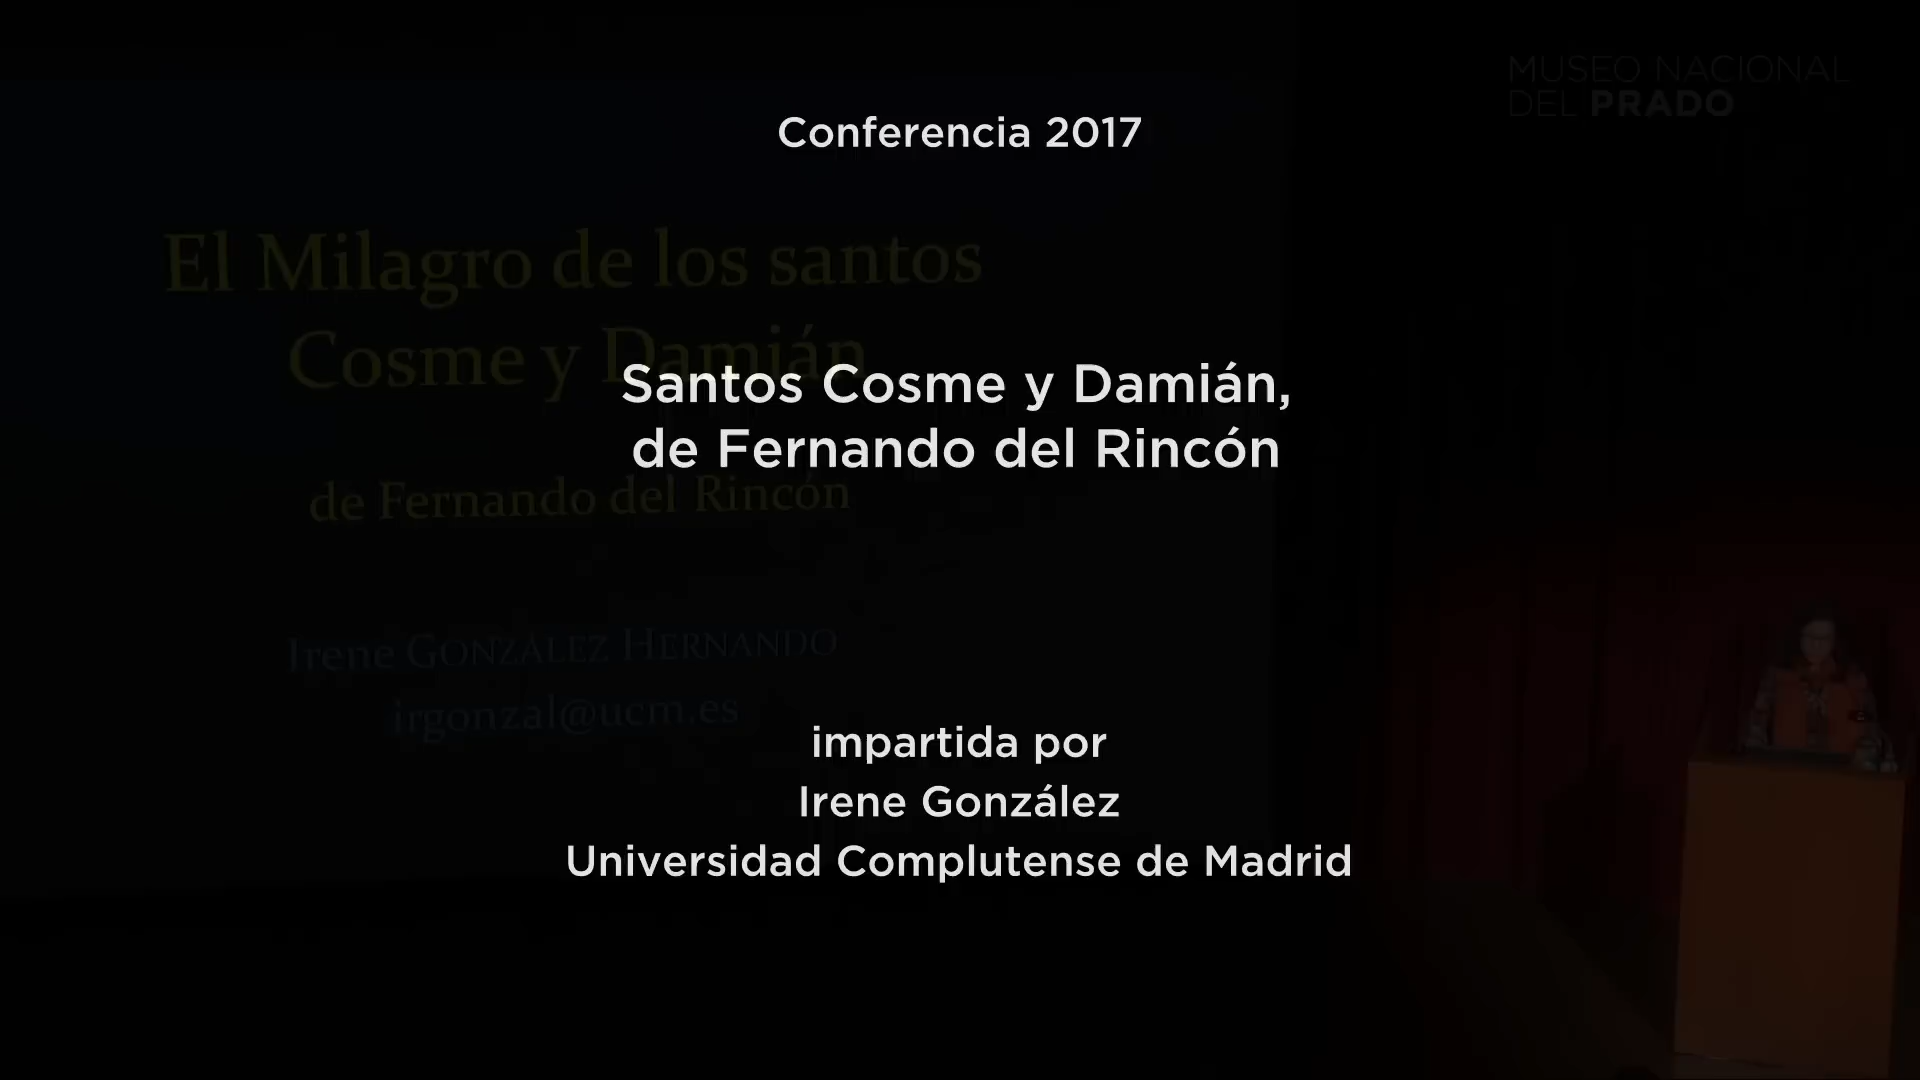 MUSEO NACIONAL
DEL PRADO
Conferencia 2017
El Milagro de los santos
Cosme y Damián
de Fernando del Rincón
Irene GONZÁLEZ HERNANDO
irgonzal@ucm.es
Santos Cosme y Damián,
de Fernando del Rincón
impartida por
Irene González
Universidad Complutense de Madrid